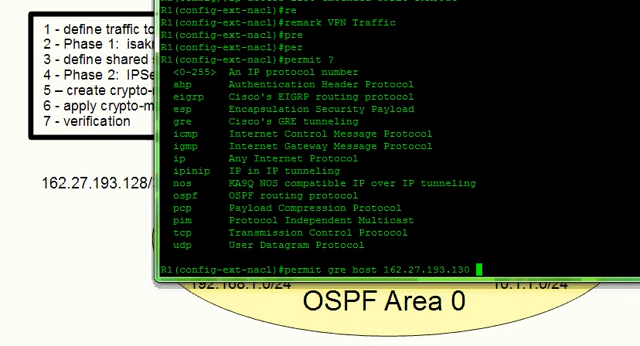 R1(config-ext-nacl)#re
R1(config-ext-nacl)#remark VPN Traffic
R1(config-ext-nacl)#pre
R1(config-ext-nacl)#per
R1(config-ext-nacl)#permit ?
<0-255> An IP protocol number
ahp Authentication Header Protocol
eigrp Cisco's EIGRP routing protocol
esp Encapsulation Security Payload
gre Cisco's GRE tunneling
icmp Internet Control Message Protocol
igmp Internet Gateway Message Protocol
ip Any Internet Protocol
ipinip IP in IP tunneling
nos KA9Q NOS compatible IP over IP tunneling
ospf OSPF routing protocol
pcp Payload Compression Protocol
pim Protocol Independent Multicast
tcp Transmission Control Protocol
udp User Datagram Protocol
R1(config-ext-nacl)#permit gre host 162.27.193.130
1 - define traffic to
2 - Phase 1: isak
3 - define shared
4 - Phase 2: IPSe
5 – create crypto-
6 - apply crypto-m
7 - verification
162.27.193.128/
192.168.1.0/24
10.1.1.0/24
OSPF Area 0